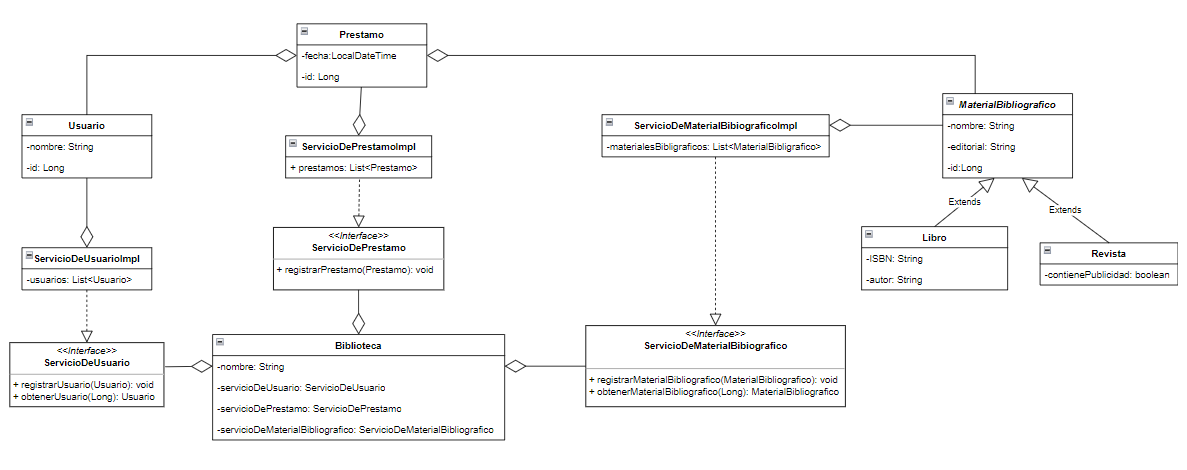 Prestamo
-fecha:LocalDateTime
-id: Long
Usuario
-nombre: String
-id: Long
ServicioDePrestamoImpl
+ prestamos: List<Prestamo>
ServicioDeMaterialBibiograficoImpl
-materialesBibligraficos: List<MaterialBibligrafico>
MaterialBibliografico
-nombre: String
-editorial: String
-id:Long
Extends
Extends
Libro
-ISBN: String
-autor: String
Revista
-contienePublicidad: boolean
ServicioDeUsuarioImpl
-usuarios: List<Usuario>
<<Interface>>
ServicioDePrestamo
+ registrarPrestamo(Prestamo): void
<<Interface>>
ServicioDeUsuario
+ registrarUsuario(Usuario): void
+ obtenerUsuario(Long): Usuario
Biblioteca
-nombre: String
-servicioDeUsuario: ServicioDeUsuario
-servicioDePrestamo: ServicioDePrestamo
-servicioDeMaterialBibliografico: ServicioDeMaterialBibliografico
<<Interface>>
ServicioDeMaterialBibiografico
+ registrarMaterialBibliografico(MaterialBibliografico): void
+ obtenerMaterialBibliografico(Long): MaterialBibliografico